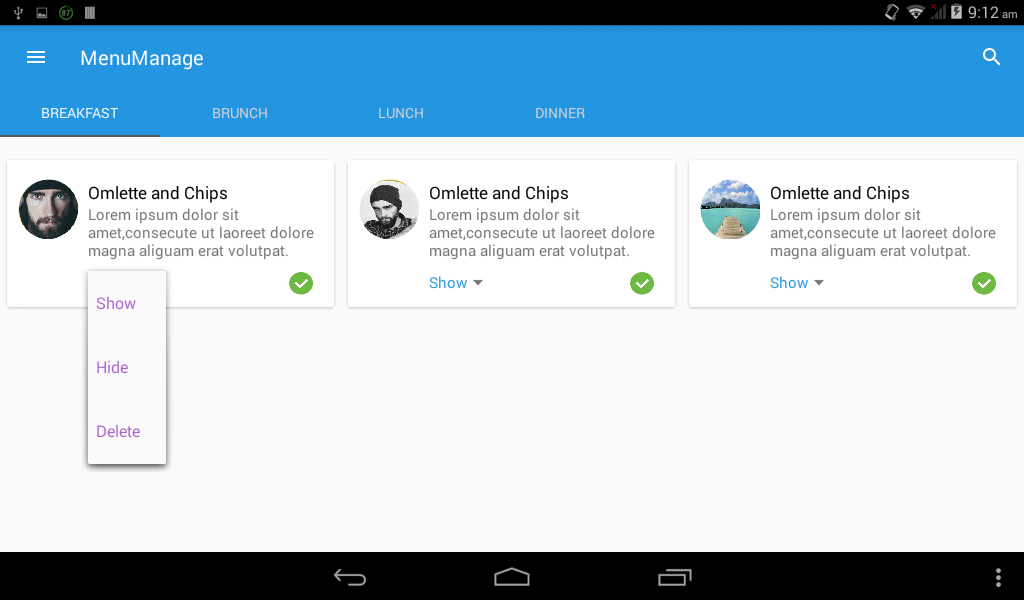 87
9:12 am
MenuManage
BREAKFAST
BRUNCH
LUNCH
DINNER
Omlette and Chips
Lorem ipsum dolor sit
amet,consecute ut laoreet dolore
magna aliguam erat volutpat.
Show
Hide
Delete
Omlette and Chips
Lorem ipsum dolor sit
amet,consecute ut laoreet dolore
magna aliguam erat volutpat.
Show
Omlette and Chips
Lorem ipsum dolor sit
amet,consecute ut laoreet dolore
magna aliguam erat volutpat.
Show